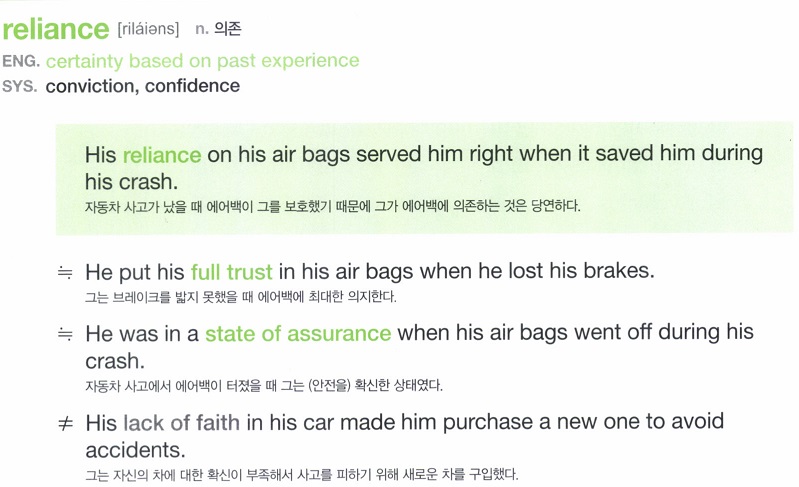 reliance [riláiəns] n. 의존
ENG. certainty based on past experience
SYS. conviction, confidence
His reliance on his air bags served him right when it saved him during
his crash.
자동차 사고가 났을 때 에어백이 그를 보호했기 때문에 그가 에어백에 의존하는 것은 당연하다.
≒ He put his full trust in his air bags when he lost his brakes.
그는 브레이크를 밟지 못했을 때 에어백에 최대한 의지한다.
≒ He was in a state of assurance when his air bags went off during his
crash.
자동차 사고에서 에어백이 터졌을 때 그는 (안전을) 확신한 상태였다.
≠ His lack of faith in his car made him purchase a new one to avoid
accidents.
그는 자신의 차에 대한 확신이 부족해서 사고를 피하기 위해 새로운 차를 구입했다.